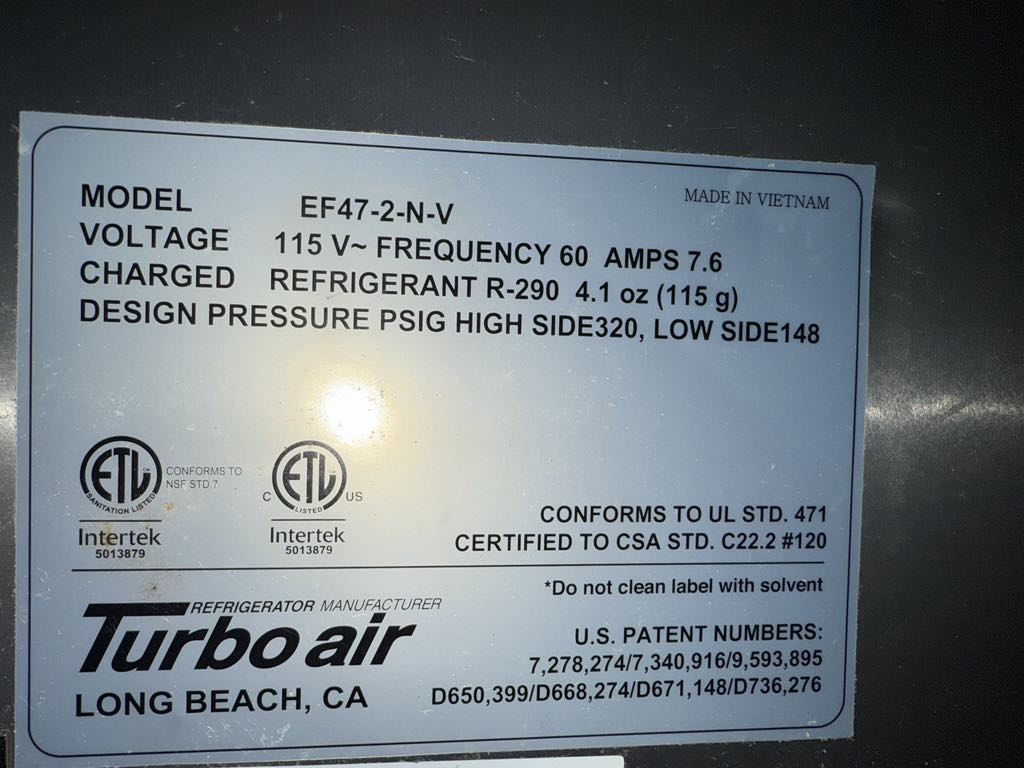 MADE IN VIETNAM
MODEL EF47-2-N-V
VOLTAGE 115 V~ FREQUENCY 60 AMPS 7.6
CHARGED REFRIGERANT R-290 4.1 oz (115 g)
DESIGN PRESSURE PSIG HIGH SIDE320, LOW SIDE148
ETL
SANITATION LISTED
CONFORMS TO
NSF STD.7
Intertek
5013879
C ETL US
LISTED
Intertek
5013879
CONFORMS TO UL STD. 471
CERTIFIED TO CSA STD. C22.2 #120
*Do not clean label with solvent
REFRIGERATOR MANUFACTURER
Turbo air
LONG BEACH, CA
U.S. PATENT NUMBERS:
7,278,274/7,340,916/9,593,895
D650,399/D668,274/D671,148/D736,276